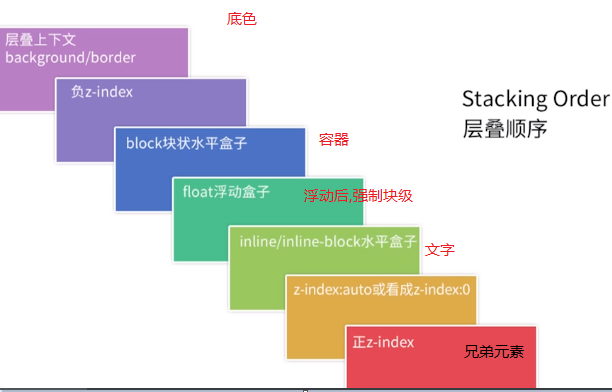 底色
层叠上下文
background/border
负z-index
Stacking Order
层叠顺序
block块状水平盒子
容器
float浮动盒子
浮动后,强制块级
inline/inline-block水平盒子
文字
z-index:auto或看成z-index:0
正z-index
兄弟元素